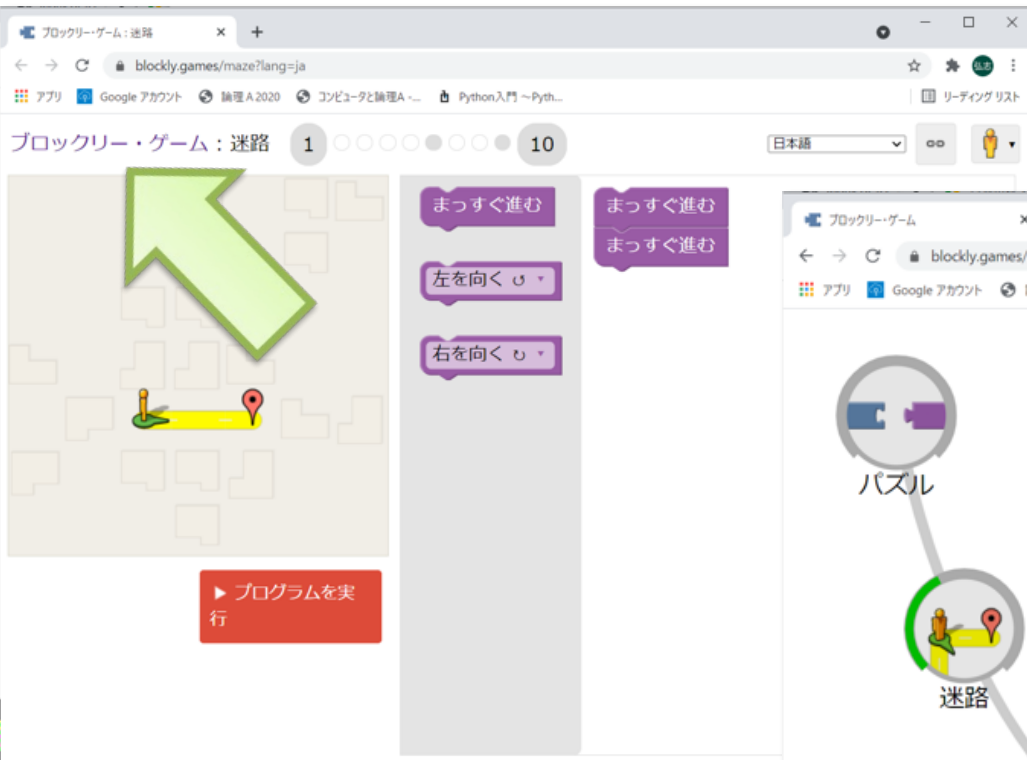 ブロックリー・ゲーム : 迷路
blockly.games/maze?lang=ja
アプリ Google アカウント 論理A2020 コンピュータと論理A -... Python入門 ～Pyth... リーディング リスト
ブロックリー・ゲーム : 迷路 1 10 日本語
まっすぐ進む
左を向く ↺
右を向く ↻
まっすぐ進む
まっすぐ進む
▶ プログラムを実
行
ブロックリー・ゲーム
blockly.games/
アプリ Google アカウント
パズル
迷路